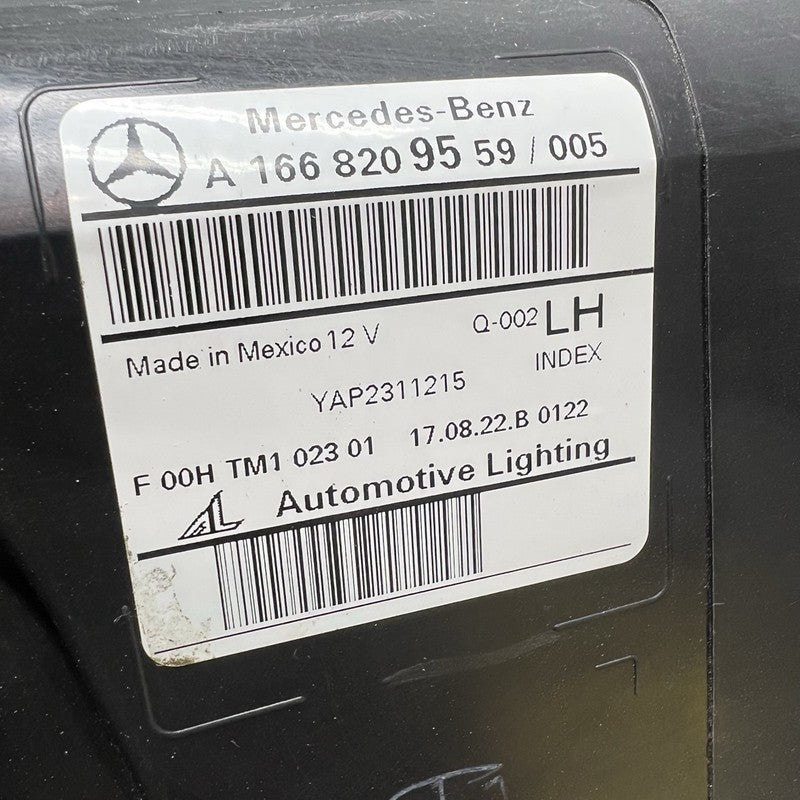 Mercedes-Benz
A 166 820 95 59 / 005
Made in Mexico 12 V Q-002 LH
INDEX
YAP2311215
F 00H TM1 023 01 17.08.22.B 0122
AL Automotive Lighting